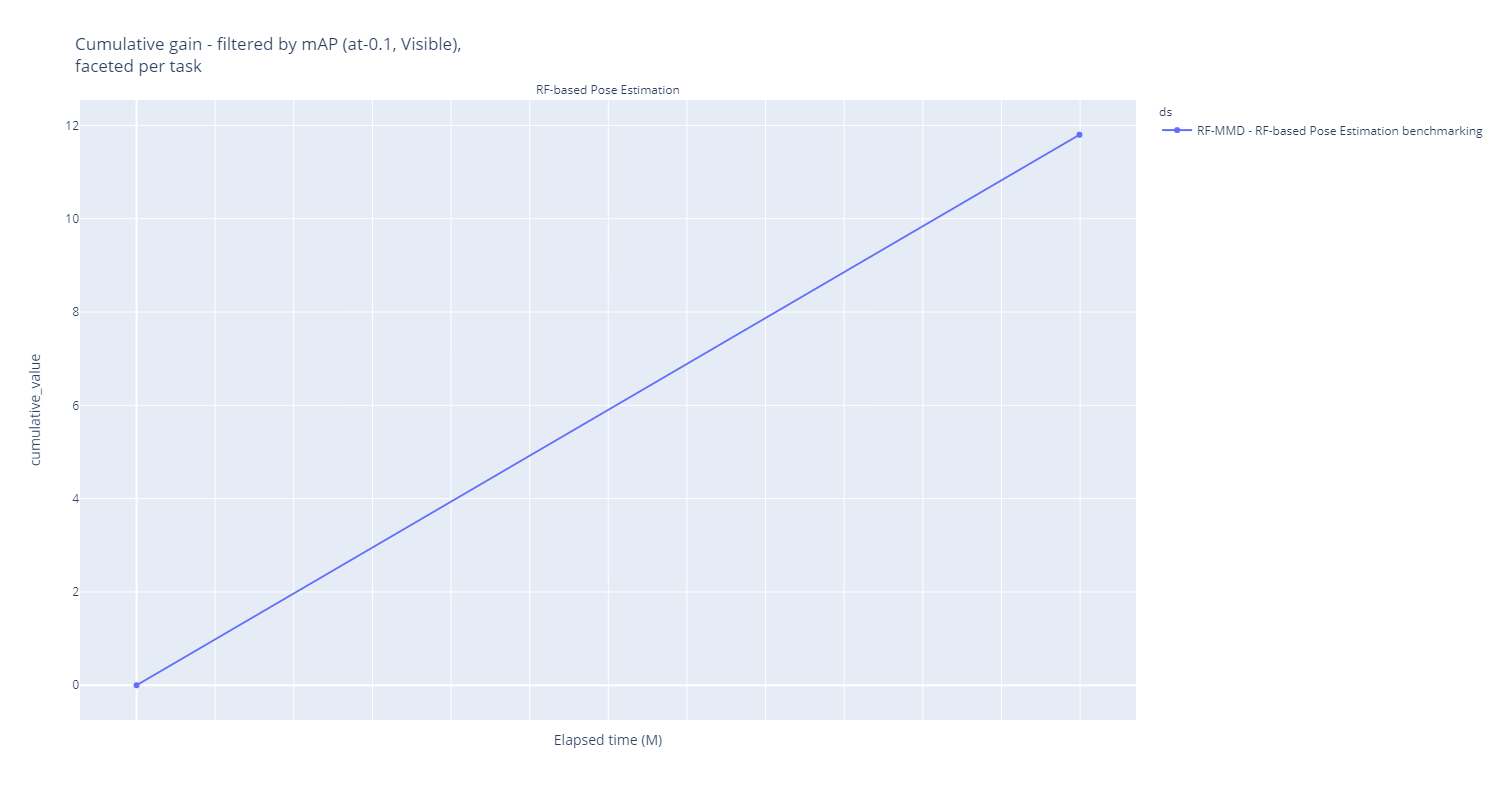 Cumulative gain - filtered by mAP (at-0.1, Visible),
faceted per task
RF-based Pose Estimation
ds
RF-MMD - RF-based Pose Estimation benchmarking
12
10
8
6
4
2
0
cumulative_value
Elapsed time (M)